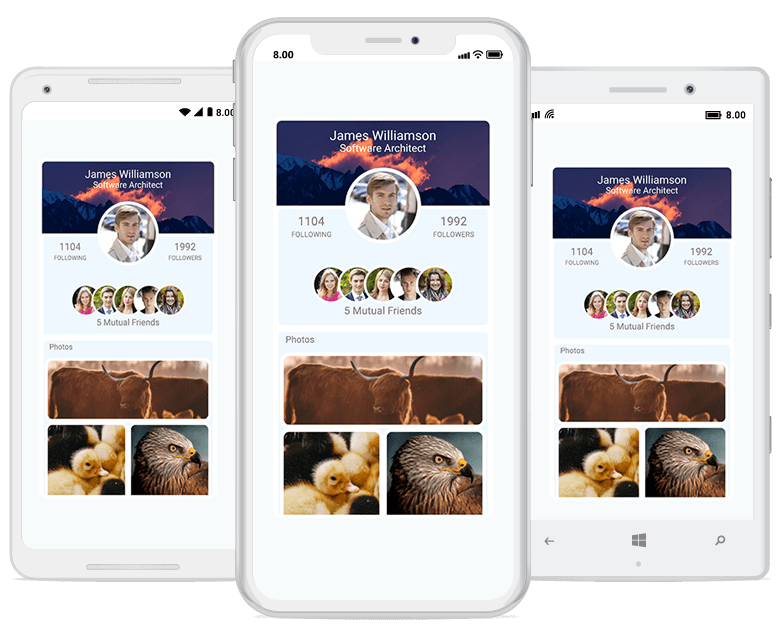 8.00
James Williamson
Software Architect
1104
FOLLOWING
1992
FOLLOWERS
5 Mutual Friends
Photos
8.00
James Williamson
Software Architect
1104
FOLLOWING
1992
FOLLOWERS
5 Mutual Friends
Photos
8.00
James Williamson
Software Architect
1104
FOLLOWING
1992
FOLLOWERS
5 Mutual Friends
Photos